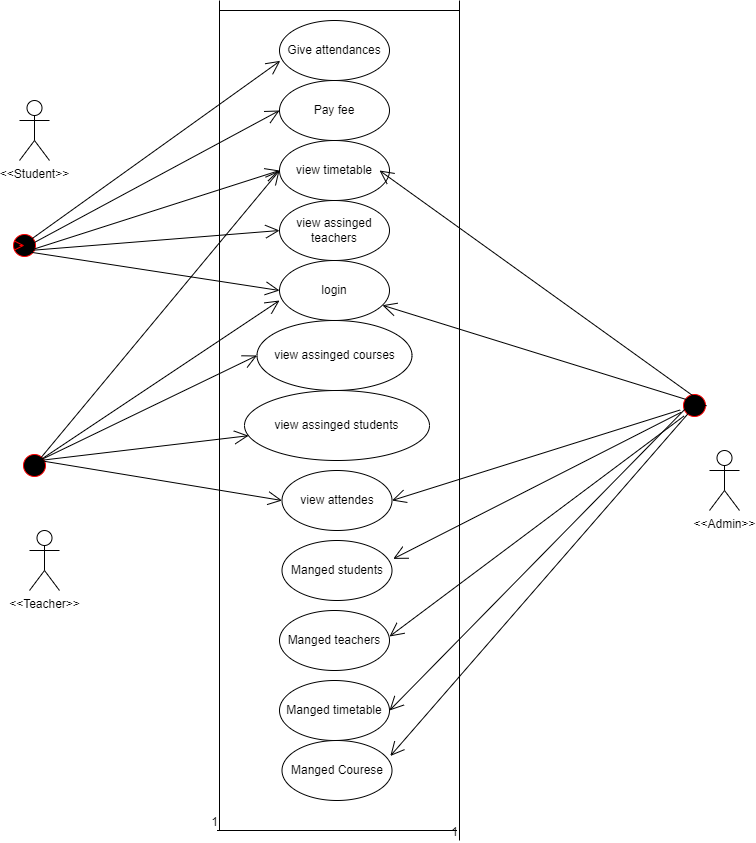 Give attendances
<<Student>>
Pay fee
view timetable
view assinged
teachers
login
view assinged courses
view assinged students
view attendes
<<Admin>>
Manged students
<<Teacher>>
Manged teachers
Manged timetable
Manged Courese
1
1